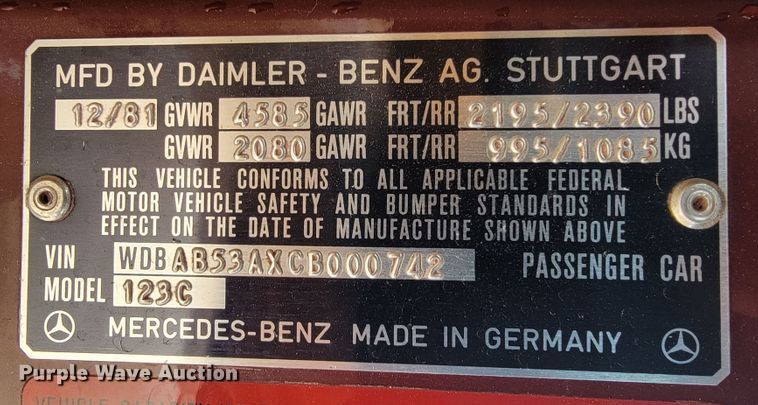 MFD BY DAIMLER - BENZ AG. STUTTGART
12/81 GVWR 4585 GAWR FRT/RR 2195/2390 LBS
GVWR 2080 GAWR FRT/RR 995/1085 KG
THIS VEHICLE CONFORMS TO ALL APPLICABLE FEDERAL
MOTOR VEHICLE SAFETY AND BUMPER STANDARDS IN
EFFECT ON THE DATE OF MANUFACTURE SHOWN ABOVE
VIN WDBAB53AXCB000742 PASSENGER CAR
MODEL 123C
MERCEDES-BENZ MADE IN GERMANY
Purple Wave Auction